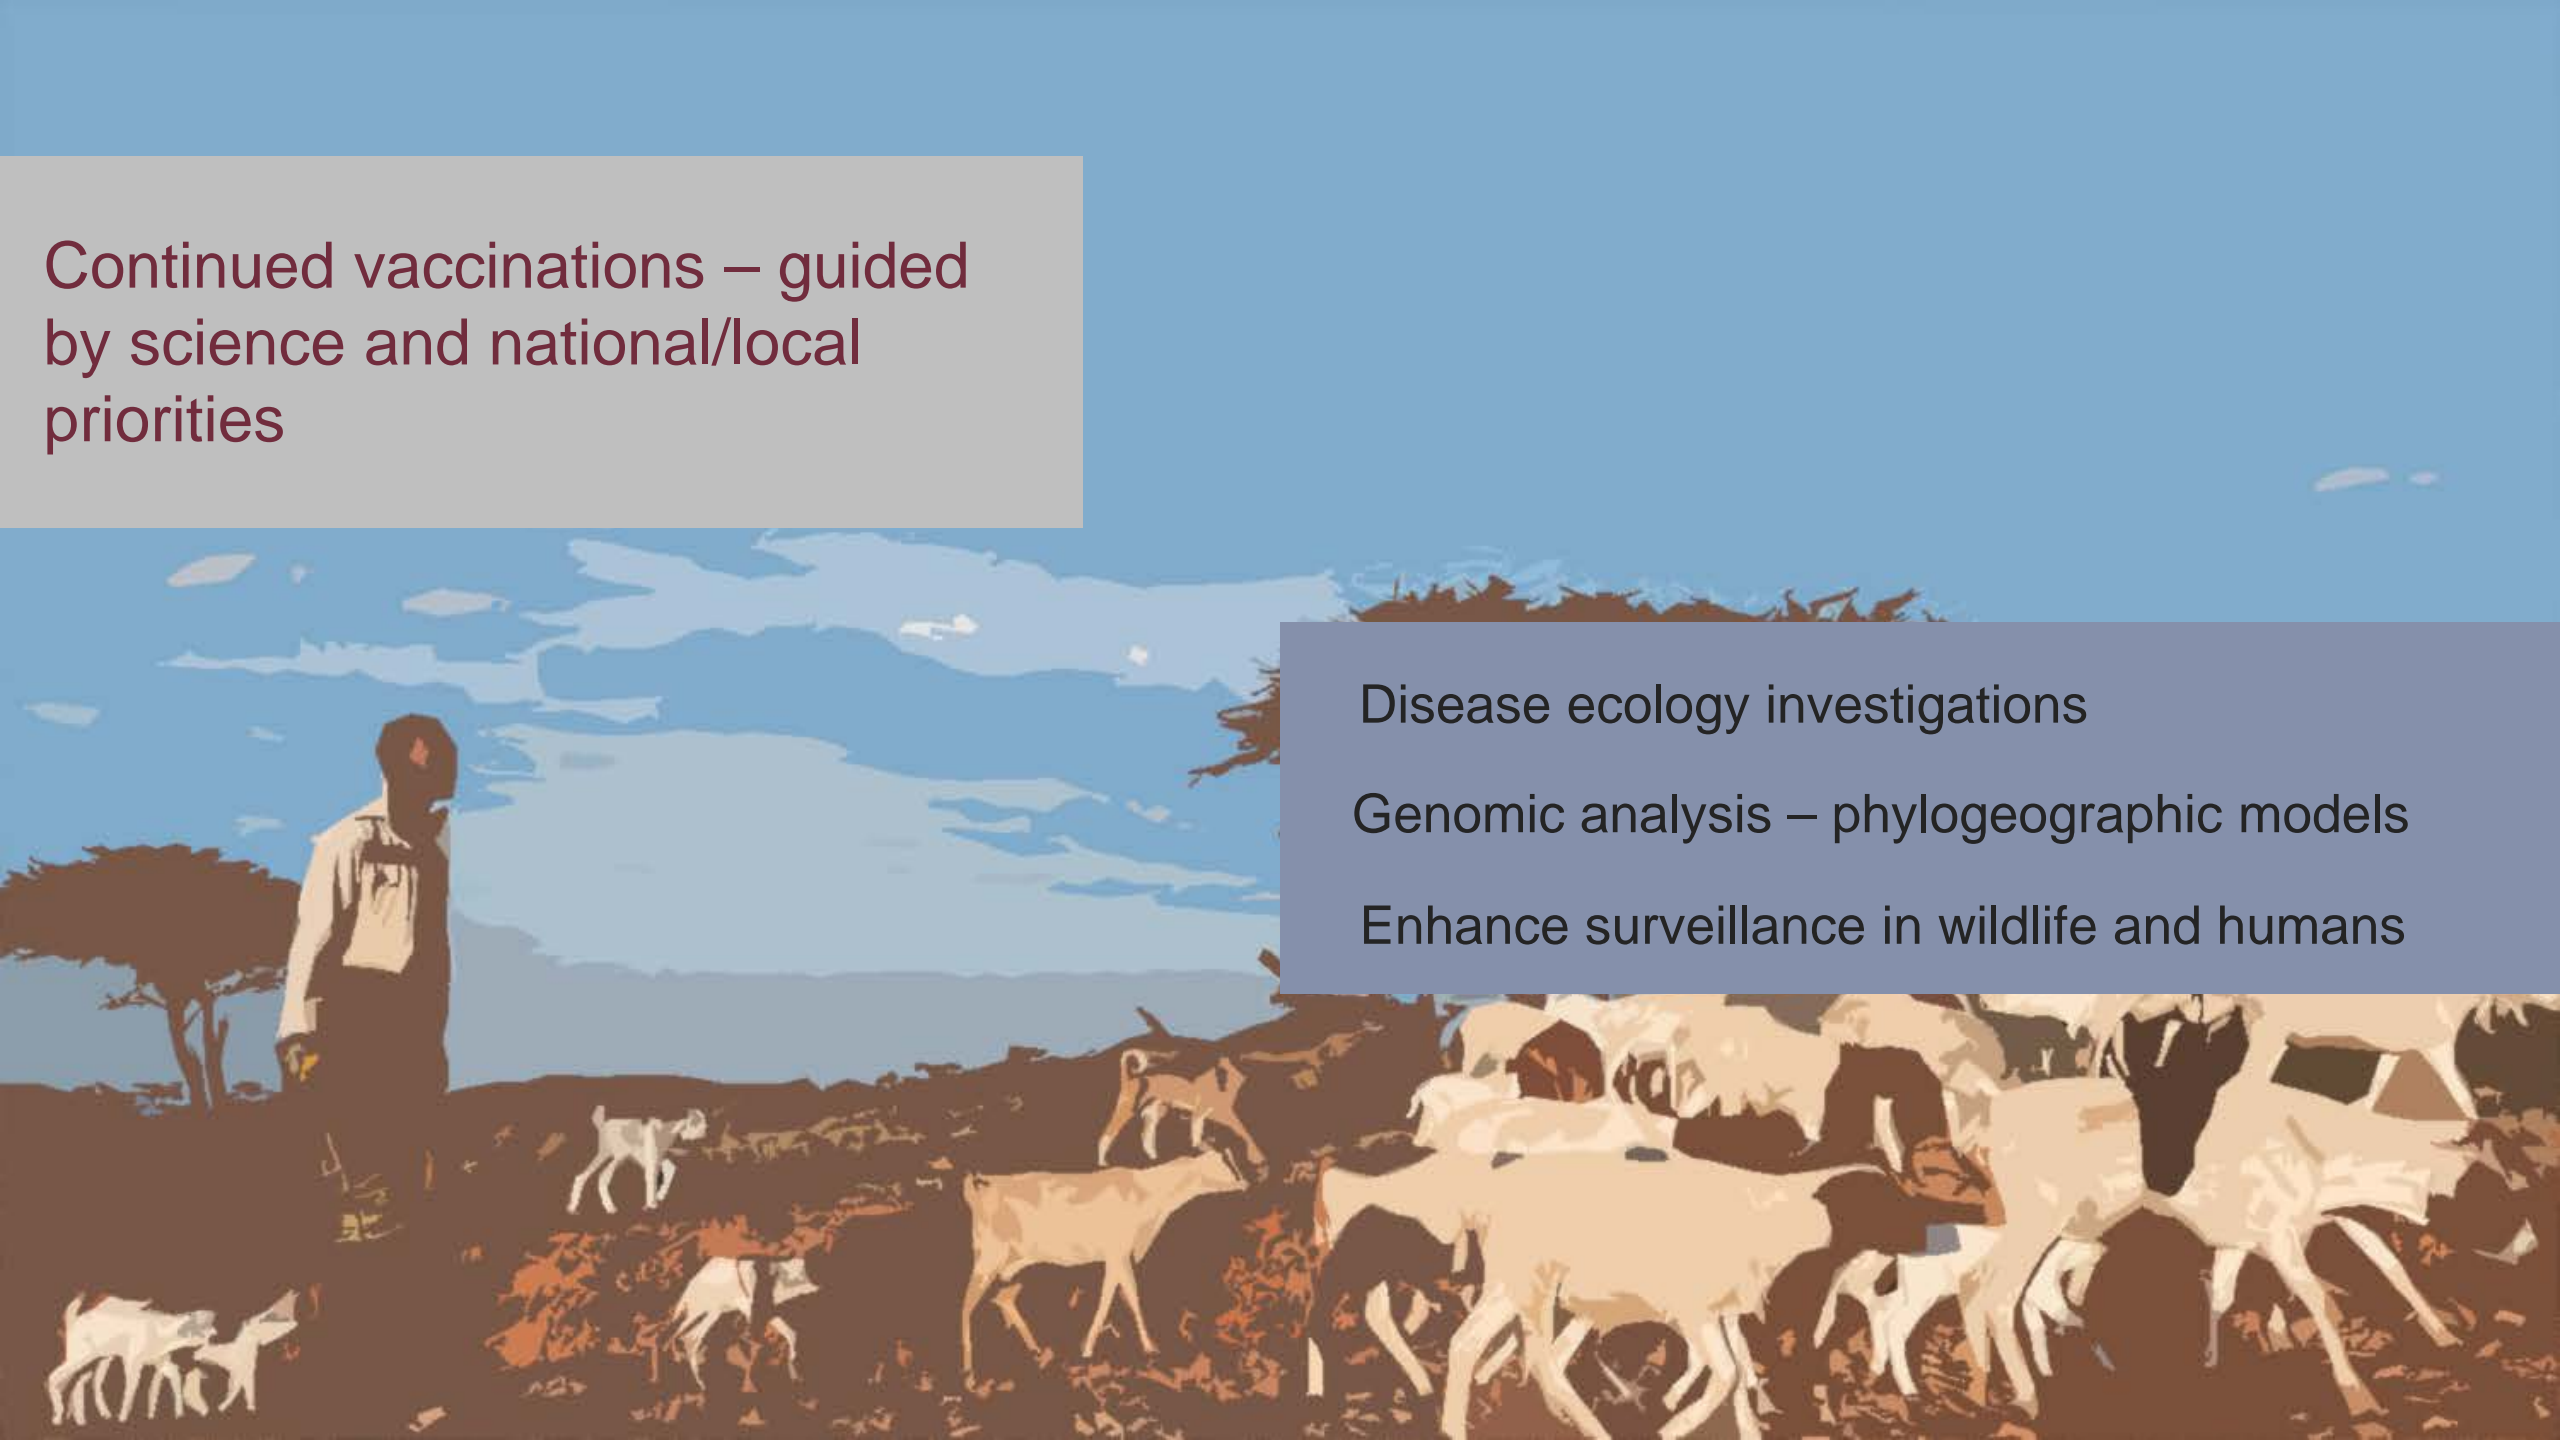 Continued vaccinations – guided
by science and national/local
priorities
Disease ecology investigations
Genomic analysis – phylogeographic models
Enhance surveillance in wildlife and humans